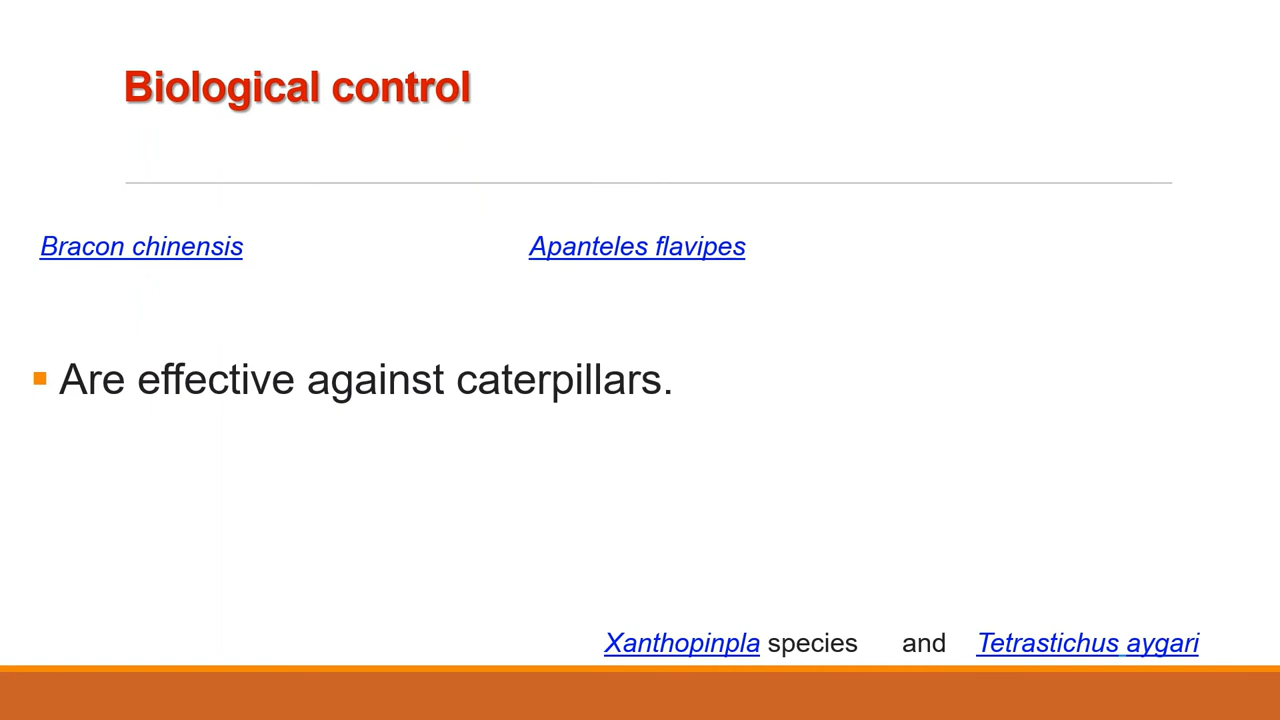 Biological control
Bracon chinensis Apanteles flavipes
Are effective against caterpillars.
Xanthopinpla species and Tetrastichus aygari